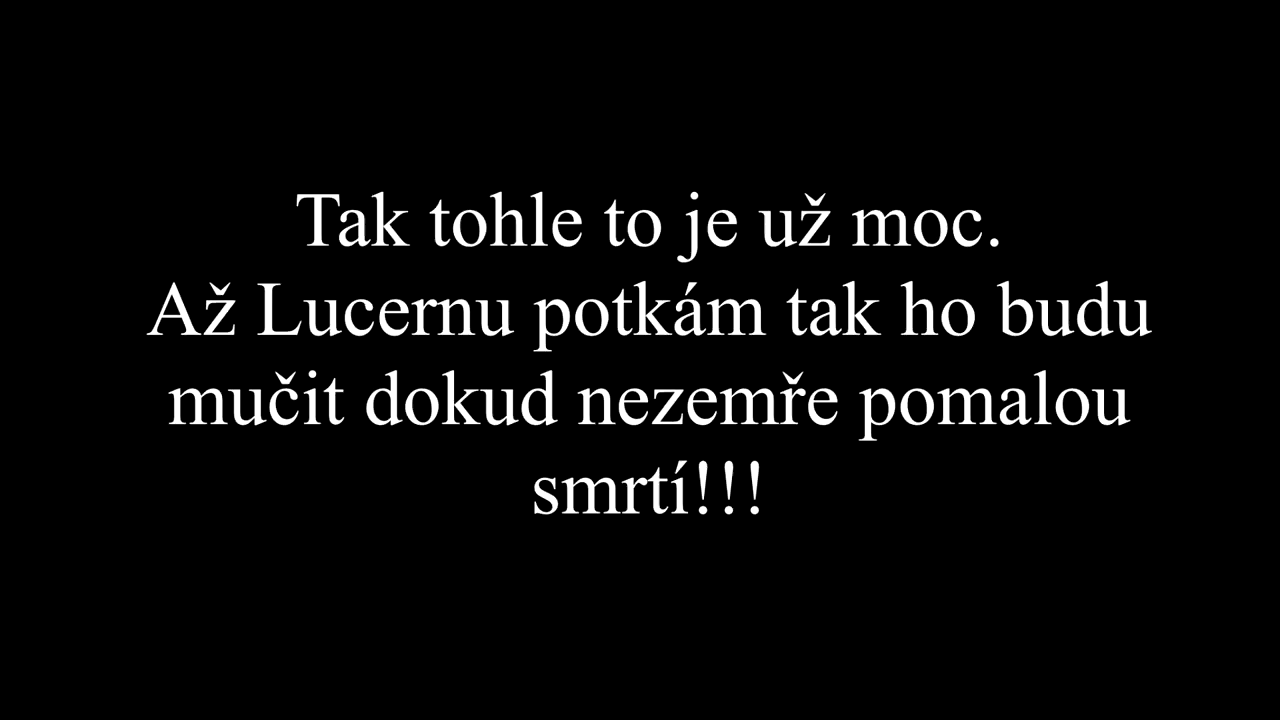 Tak tohle to je už moc.
Až Lucernu potkám tak ho budu
mučit dokud nezemře pomalou
smrtí!!!